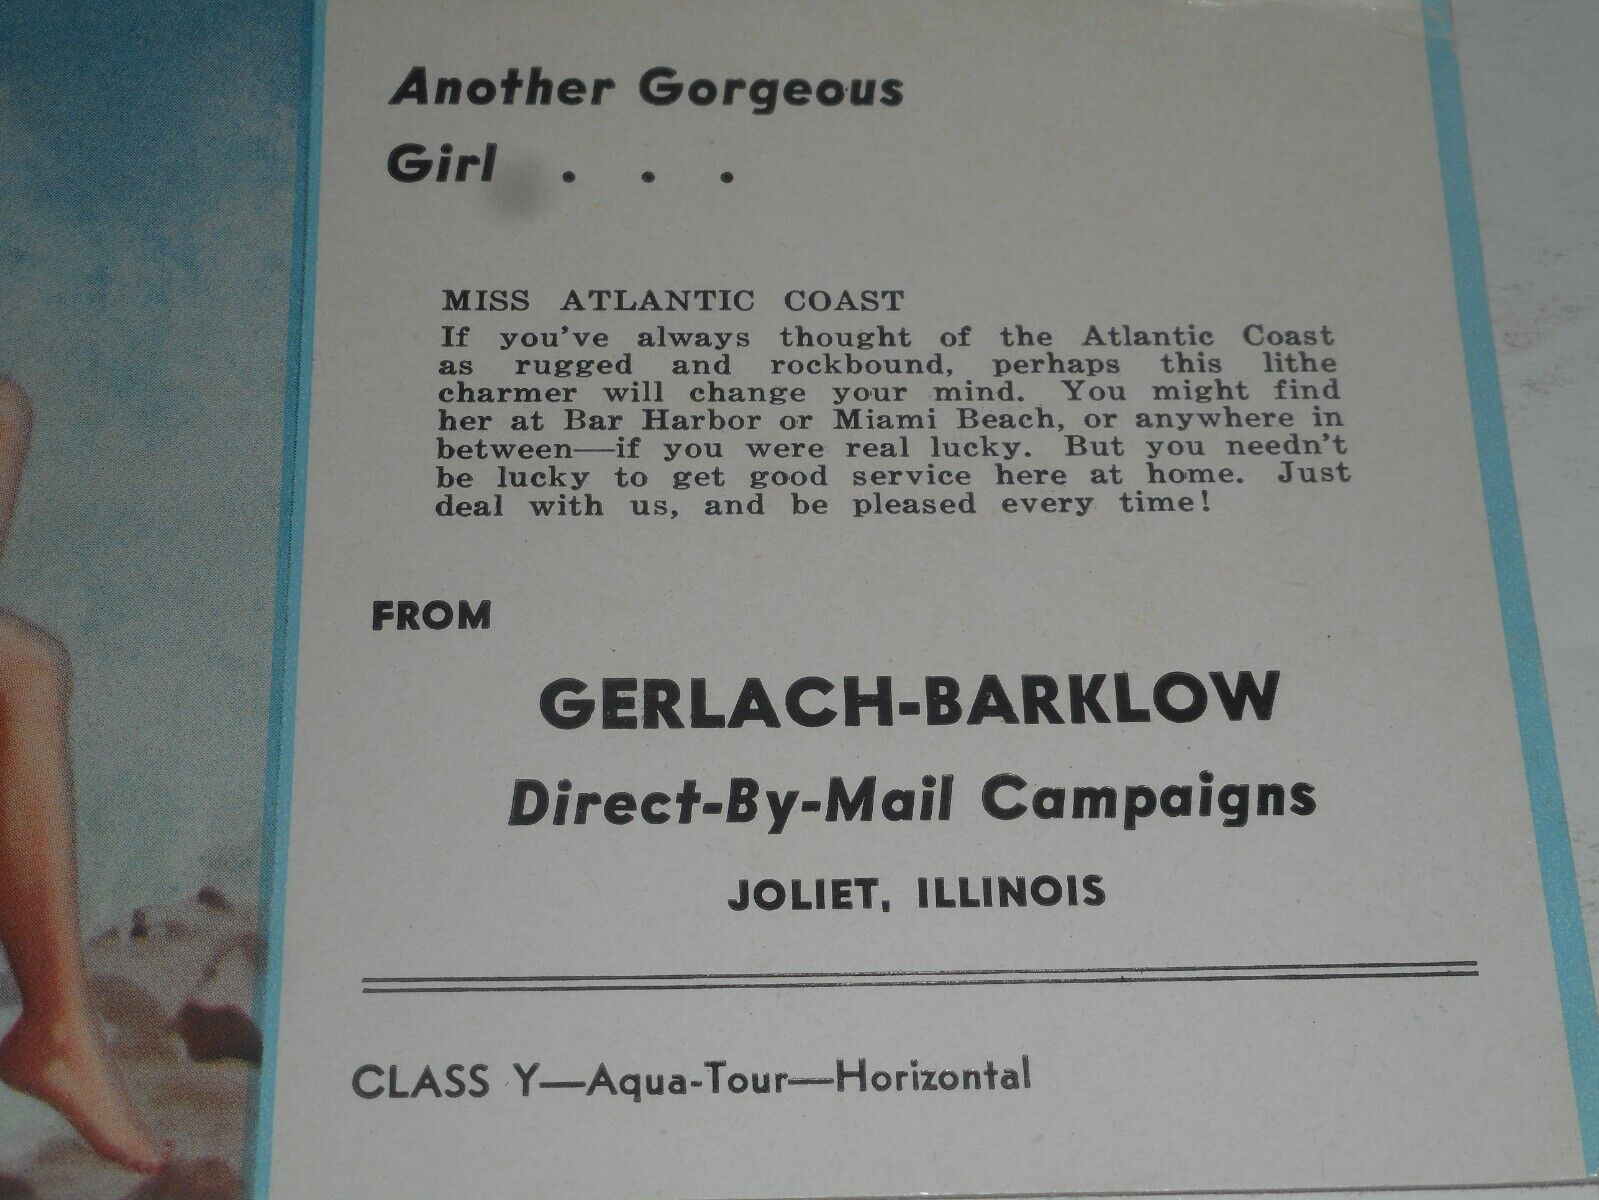 Another Gorgeous
Girl . . .
MISS ATLANTIC COAST
If you've always thought of the Atlantic Coast
as rugged and rockbound, perhaps this lithe
charmer will change your mind. You might find
her at Bar Harbor or Miami Beach, or anywhere in
between—if you were real lucky. But you needn't
be lucky to get good service here at home. Just
deal with us, and be pleased every time!
FROM
GERLACH-BARKLOW
Direct-By-Mail Campaigns
JOLIET, ILLINOIS
CLASS Y—Aqua-Tour—Horizontal